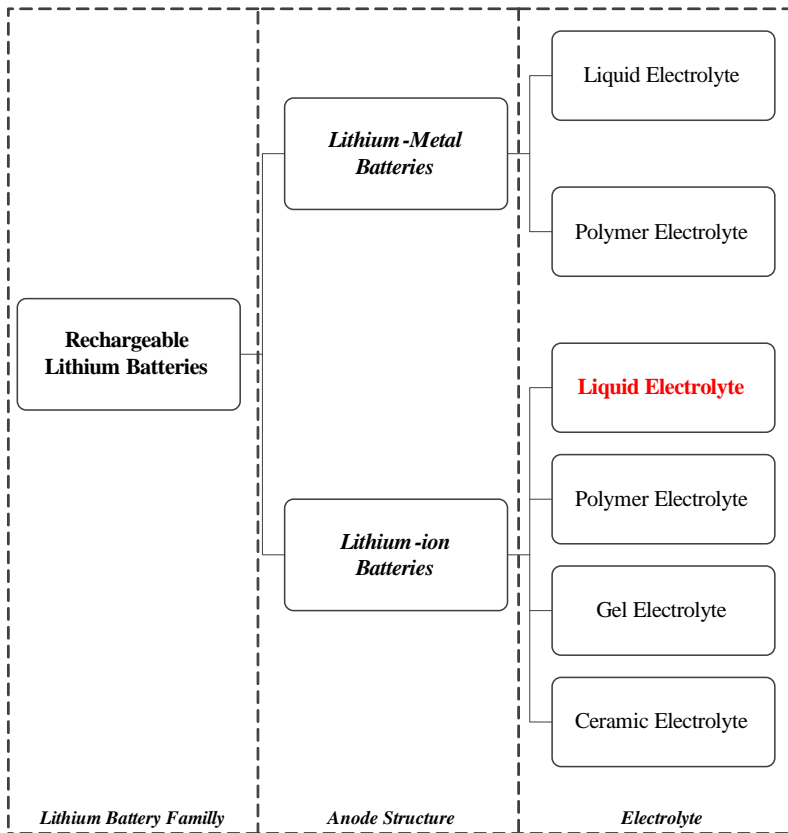 Rechargeable
Lithium Batteries
Lithium-Metal
Batteries
Lithium-ion
Batteries
Liquid Electrolyte
Polymer Electrolyte
Liquid Electrolyte
Polymer Electrolyte
Gel Electrolyte
Ceramic Electrolyte
Lithium Battery Familly
Anode Structure
Electrolyte